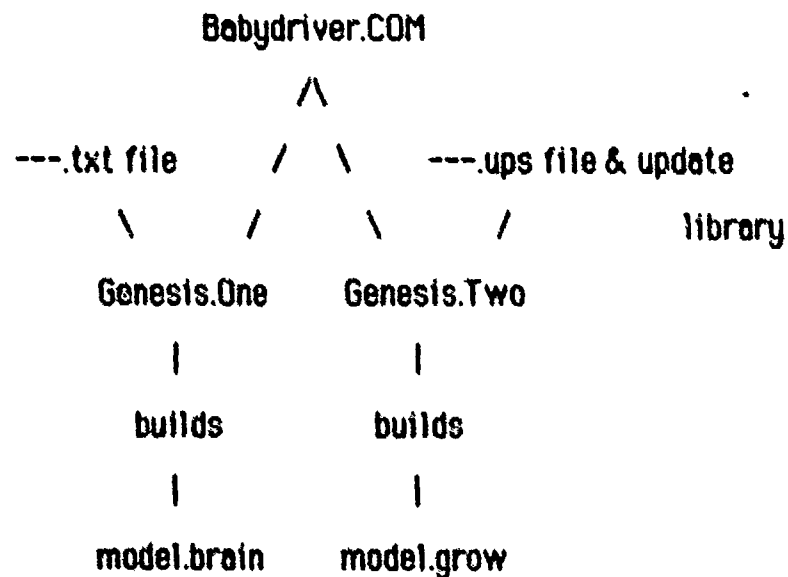 Babydriver.COM
/\
---.txt file / \ ---.ups file & update
\ / \ / library
Genesis.One Genesis.Two
| |
builds builds
| |
model.brain model.grow